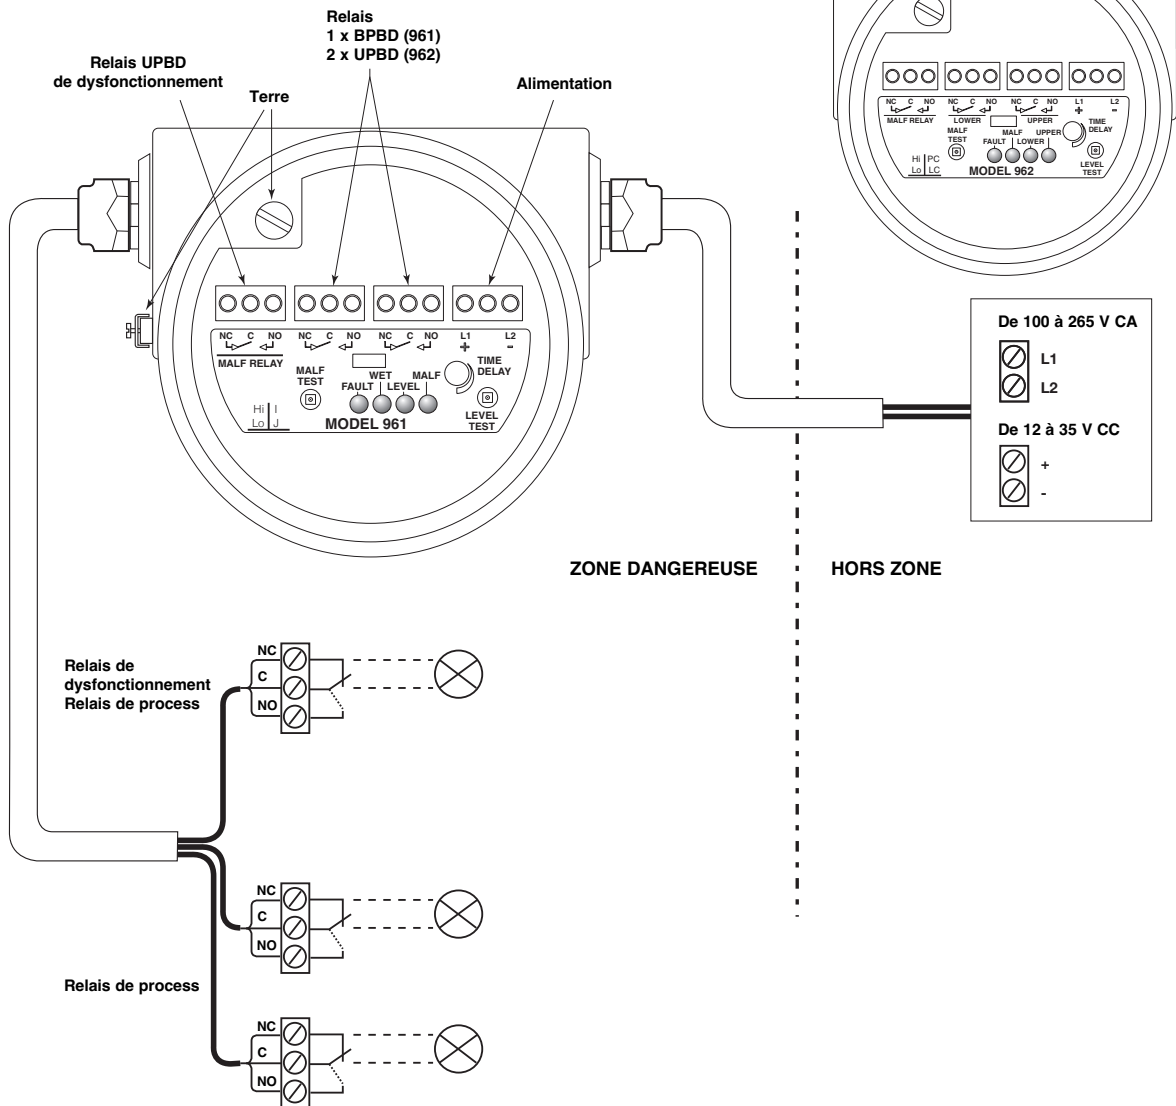 Relais
1 x BPBD (961)
2 x UPBD (962)
Relais UPBD
de dysfonctionnement
Terre
Alimentation
NC C NO NC C NO NC C NO L1 L2
+ -
MALF RELAY
MALF
TEST
WET MALF
FAULT LEVEL
TIME
DELAY
LEVEL
TEST
Hi I
Lo J
MODEL 961
NC C NO NC C NO NC C NO L1 L2
+ -
MALF RELAY LOWER UPPER
MALF
TEST
MALF UPPER
FAULT LOWER
TIME
DELAY
LEVEL
TEST
Hi PC
Lo LC
MODEL 962
De 100 à 265 V CA
L1
L2
De 12 à 35 V CC
+
-
ZONE DANGEREUSE
HORS ZONE
Relais de
dysfonctionnement
Relais de process
NC
C
NO
NC
C
NO
Relais de process
NC
C
NO